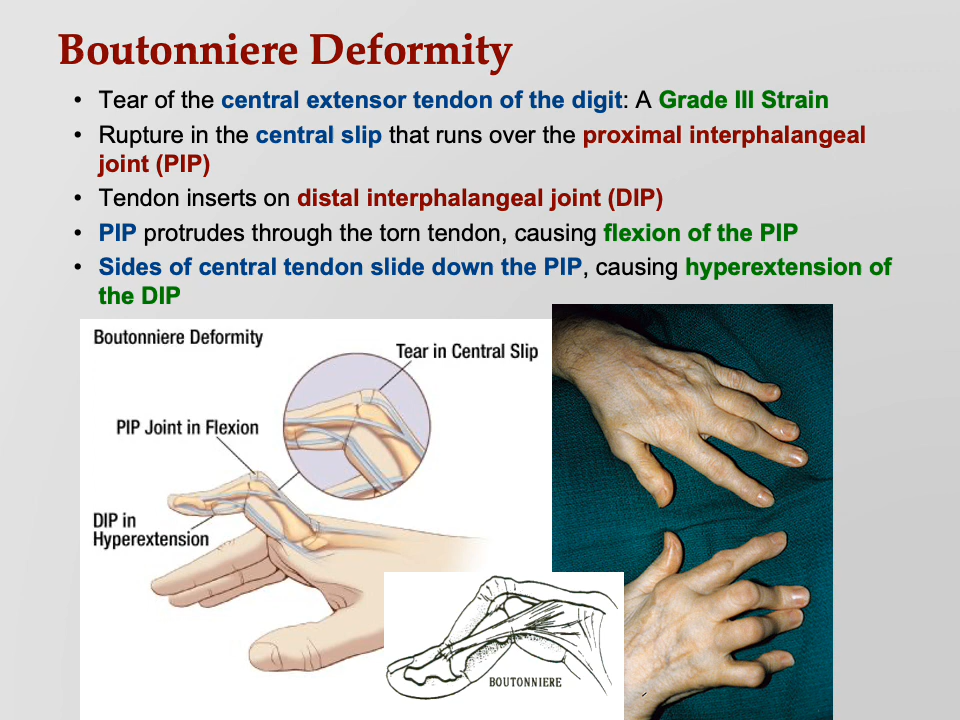 Boutonniere Deformity
• Tear of the central extensor tendon of the digit: A Grade III Strain
• Rupture in the central slip that runs over the proximal interphalangeal
joint (PIP)
• Tendon inserts on distal interphalangeal joint (DIP)
• PIP protrudes through the torn tendon, causing flexion of the PIP
• Sides of central tendon slide down the PIP, causing hyperextension of
the DIP
Boutonniere Deformity
Tear in Central Slip
PIP Joint in Flexion
DIP in
Hyperextension
BOUTONNIERE